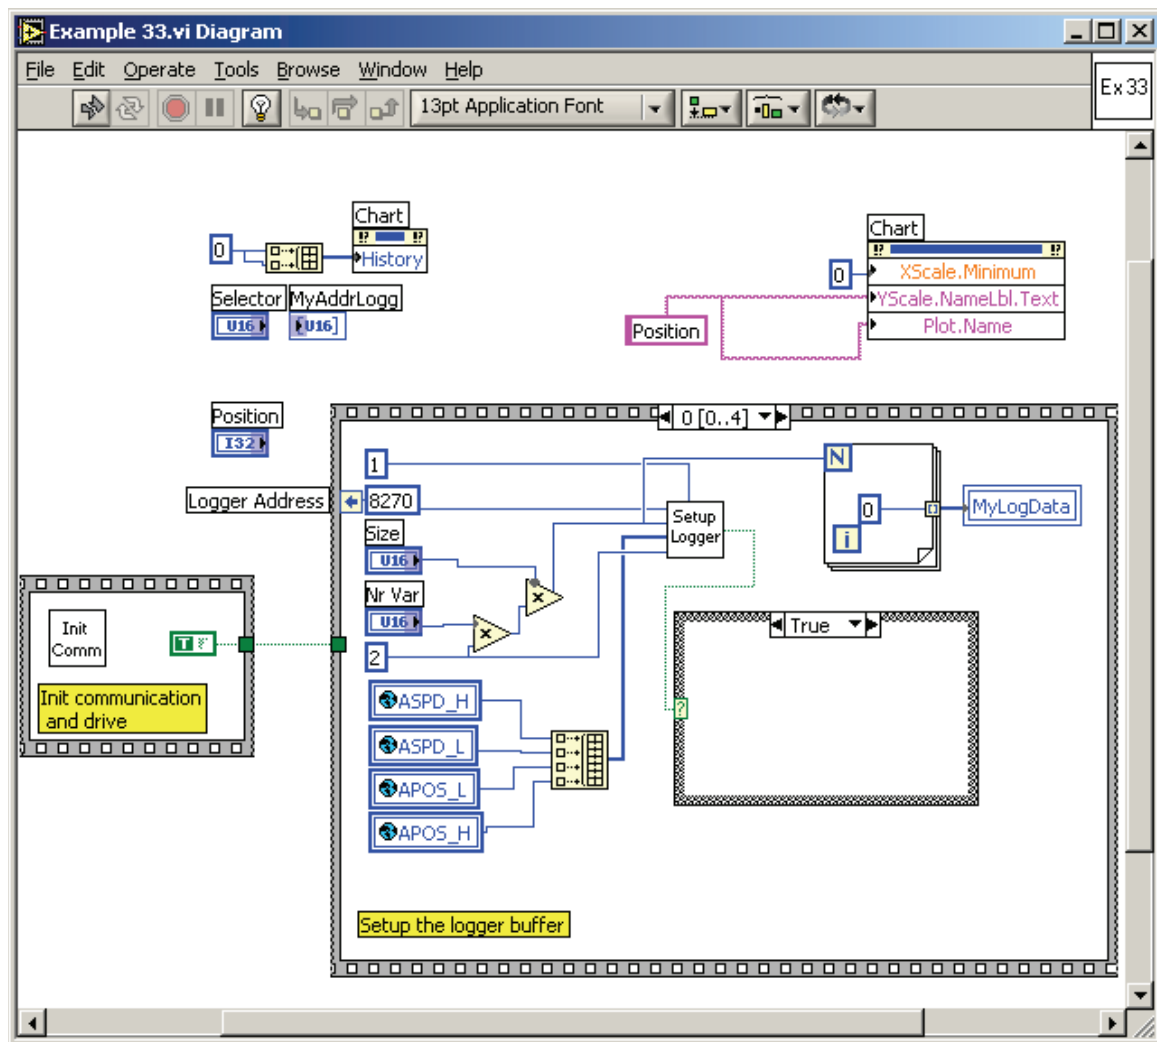 Example 33.vi Diagram
File Edit Operate Tools Browse Window Help
13pt Application Font
Ex 33
Chart
0
History
Selector MyAddrLogg
U16 U16
Chart
0
XScale.Minimum
YScale.NameLbl.Text
Plot.Name
Position
Position
I32
0 [0..4]
Logger Address
1
8270
Size
U16
Nr Var
U16
2
Setup
Logger
N
0
i
MyLogData
Init
Comm
T
Init communication
and drive
True
?
ASPD_H
ASPD_L
APOS_L
APOS_H
Setup the logger buffer